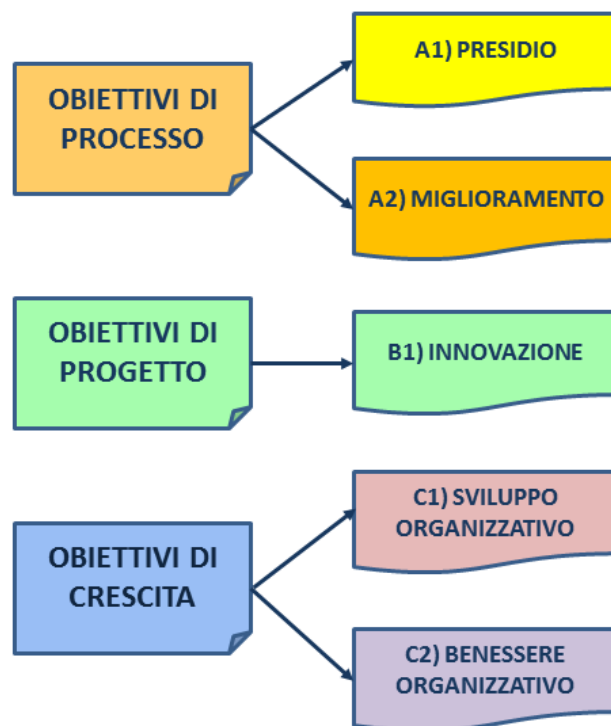 OBIETTIVI DI
PROCESSO
A1) PRESIDIO
A2) MIGLIORAMENTO
OBIETTIVI DI
PROGETTO
B1) INNOVAZIONE
OBIETTIVI DI
CRESCITA
C1) SVILUPPO
ORGANIZZATIVO
C2) BENESSERE
ORGANIZZATIVO